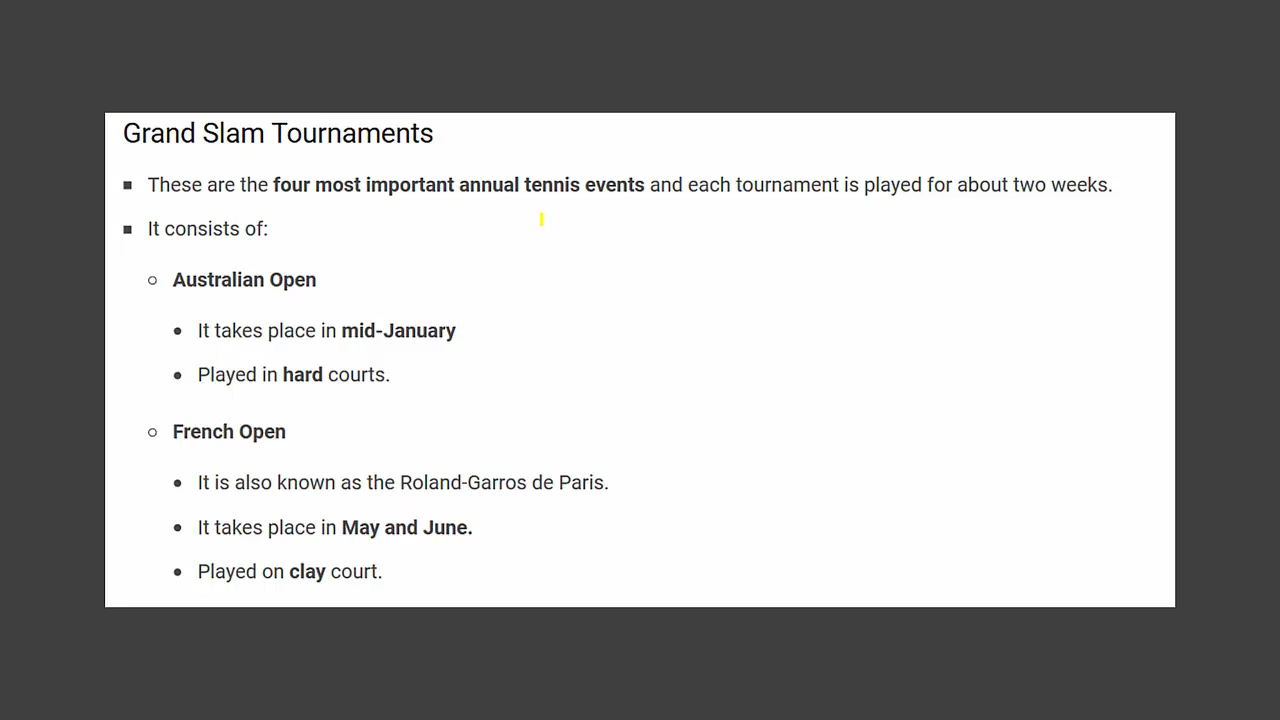 Grand Slam Tournaments
These are the four most important annual tennis events and each tournament is played for about two weeks.
It consists of:
Australian Open
It takes place in mid-January
Played in hard courts.
French Open
It is also known as the Roland-Garros de Paris.
It takes place in May and June.
Played on clay court.